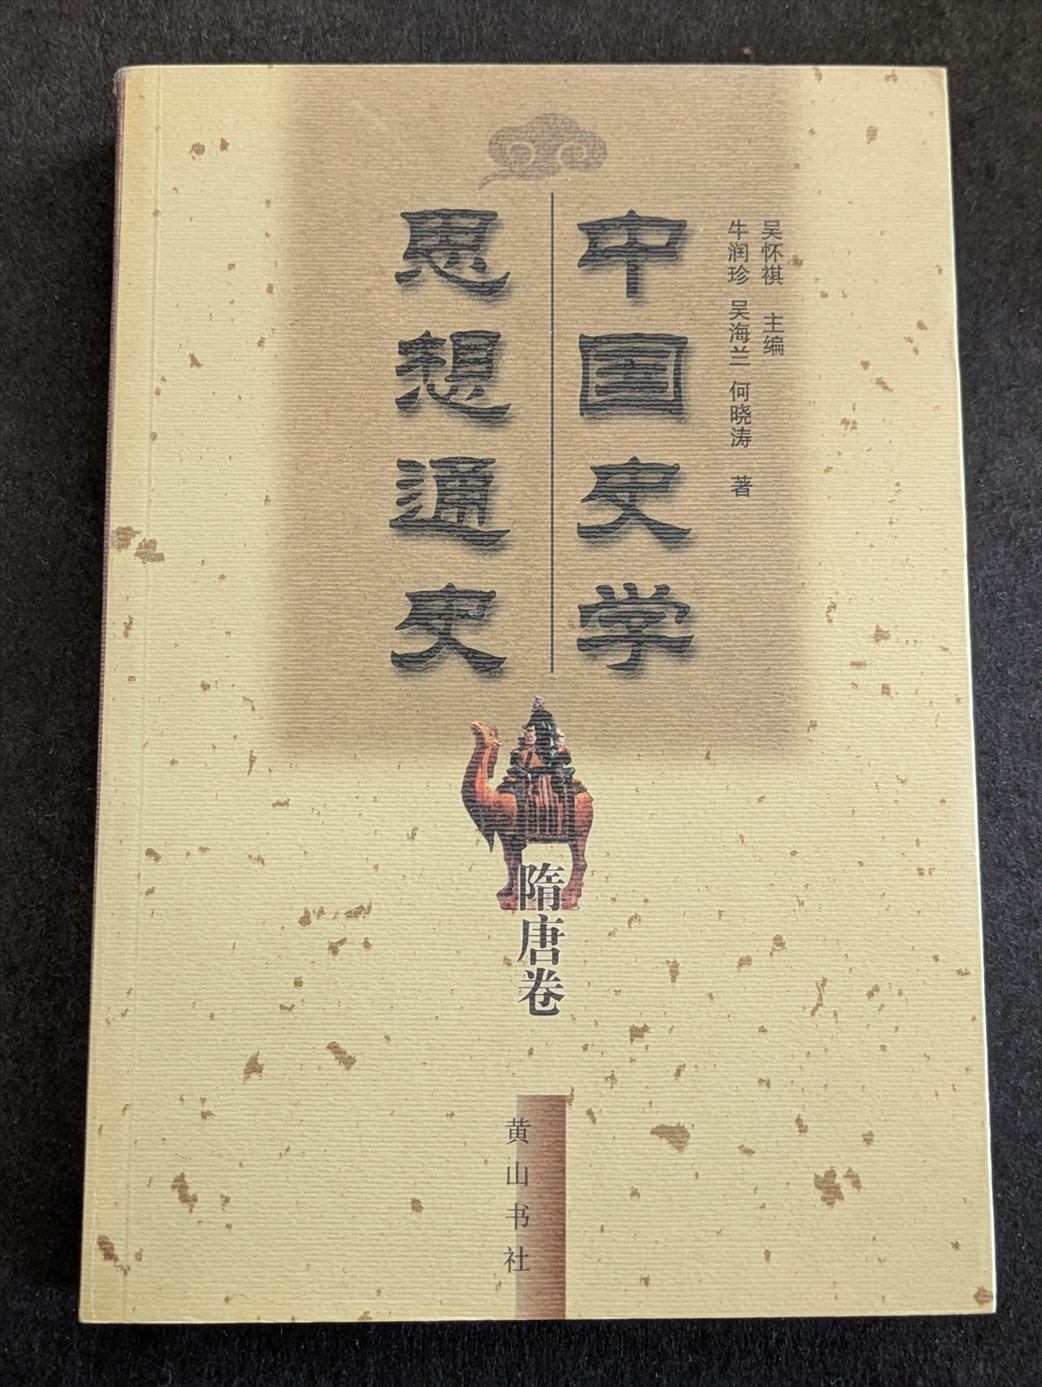 吴怀祺 主编
牛润珍 吴海兰 何晓涛 著
中国史学
思想通史
隋唐卷
黄山书社